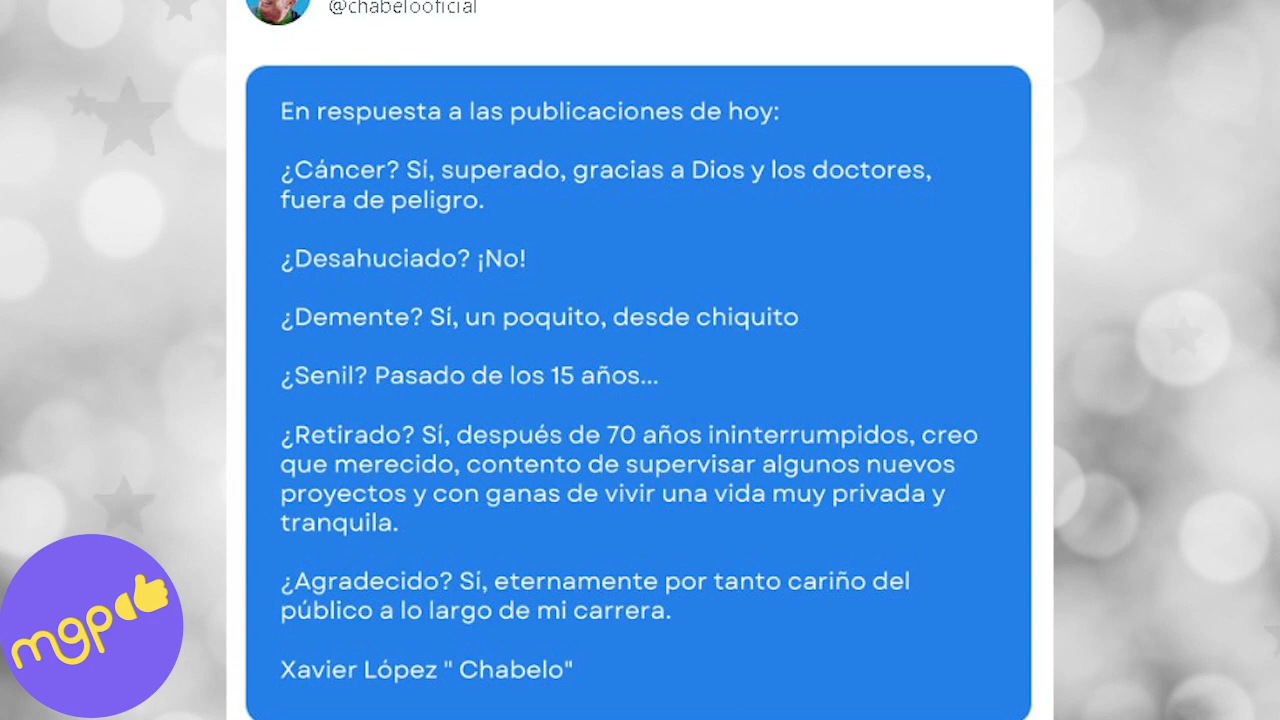 @chabelooficial
En respuesta a las publicaciones de hoy:
¿Cáncer? Sí, superado, gracias a Dios y los doctores,
fuera de peligro.
¿Desahuciado? ¡No!
¿Demente? Sí, un poquito, desde chiquito
¿Senil? Pasado de los 15 años...
¿Retirado? Sí, después de 70 años ininterrumpidos, creo
que merecido, contento de supervisar algunos nuevos
proyectos y con ganas de vivir una vida muy privada y
tranquila.
¿Agradecido? Sí, eternamente por tanto cariño del
público a lo largo de mi carrera.
Xavier López " Chabelo"
mgp